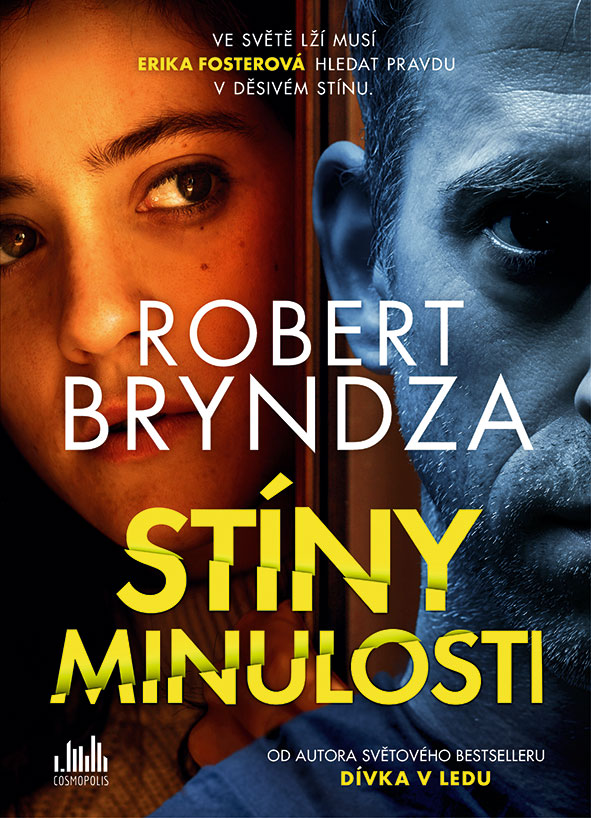 VE SVĚTĚ LŽÍ MUSÍ
ERIKA FOSTEROVÁ HLEDAT PRAVDU
V DĚSIVÉM STÍNU.
ROBERT
BRYNDZA
STÍNY
MINULOSTI
OD AUTORA SVĚTOVÉHO BESTSELLERU
DÍVKA V LEDU
COSMOPOLIS